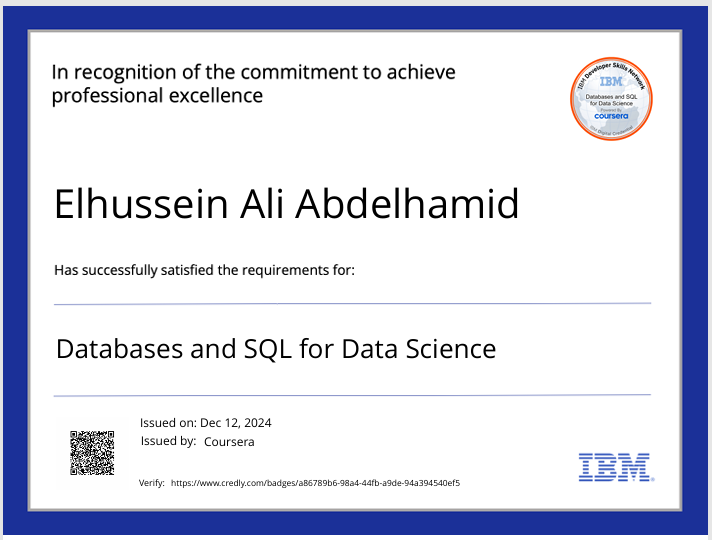 In recognition of the commitment to achieve
professional excellence
IBM Developer Skills Network
IBM
Databases and SQL
for Data Science
Powered By
coursera
IBM Digital Credential
Elhussein Ali Abdelhamid
Has successfully satisfied the requirements for:
Databases and SQL for Data Science
Issued on: Dec 12, 2024
Issued by: Coursera
IBM®
Verify: https://www.credly.com/badges/a86789b6-98a4-44fb-a9de-94a394540ef5